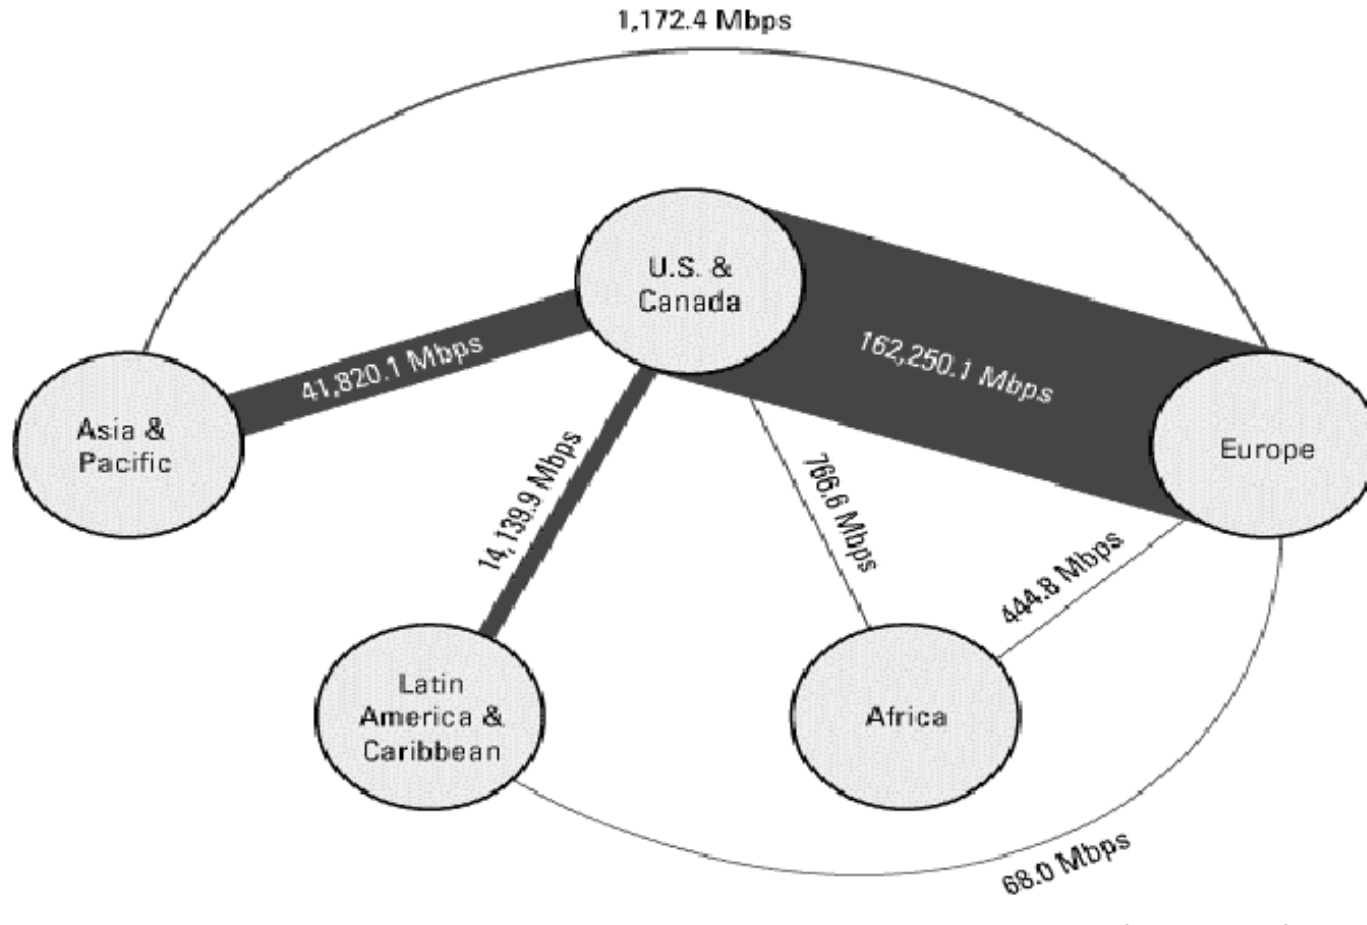 1,172.4 Mbps
U.S. &
Canada
162,250.1 Mbps
41,820.1 Mbps
Asia &
Pacific
Europe
14,139.9 Mbps
766.6 Mbps
444.8 Mbps
Latin
America &
Caribbean
Africa
68.0 Mbps